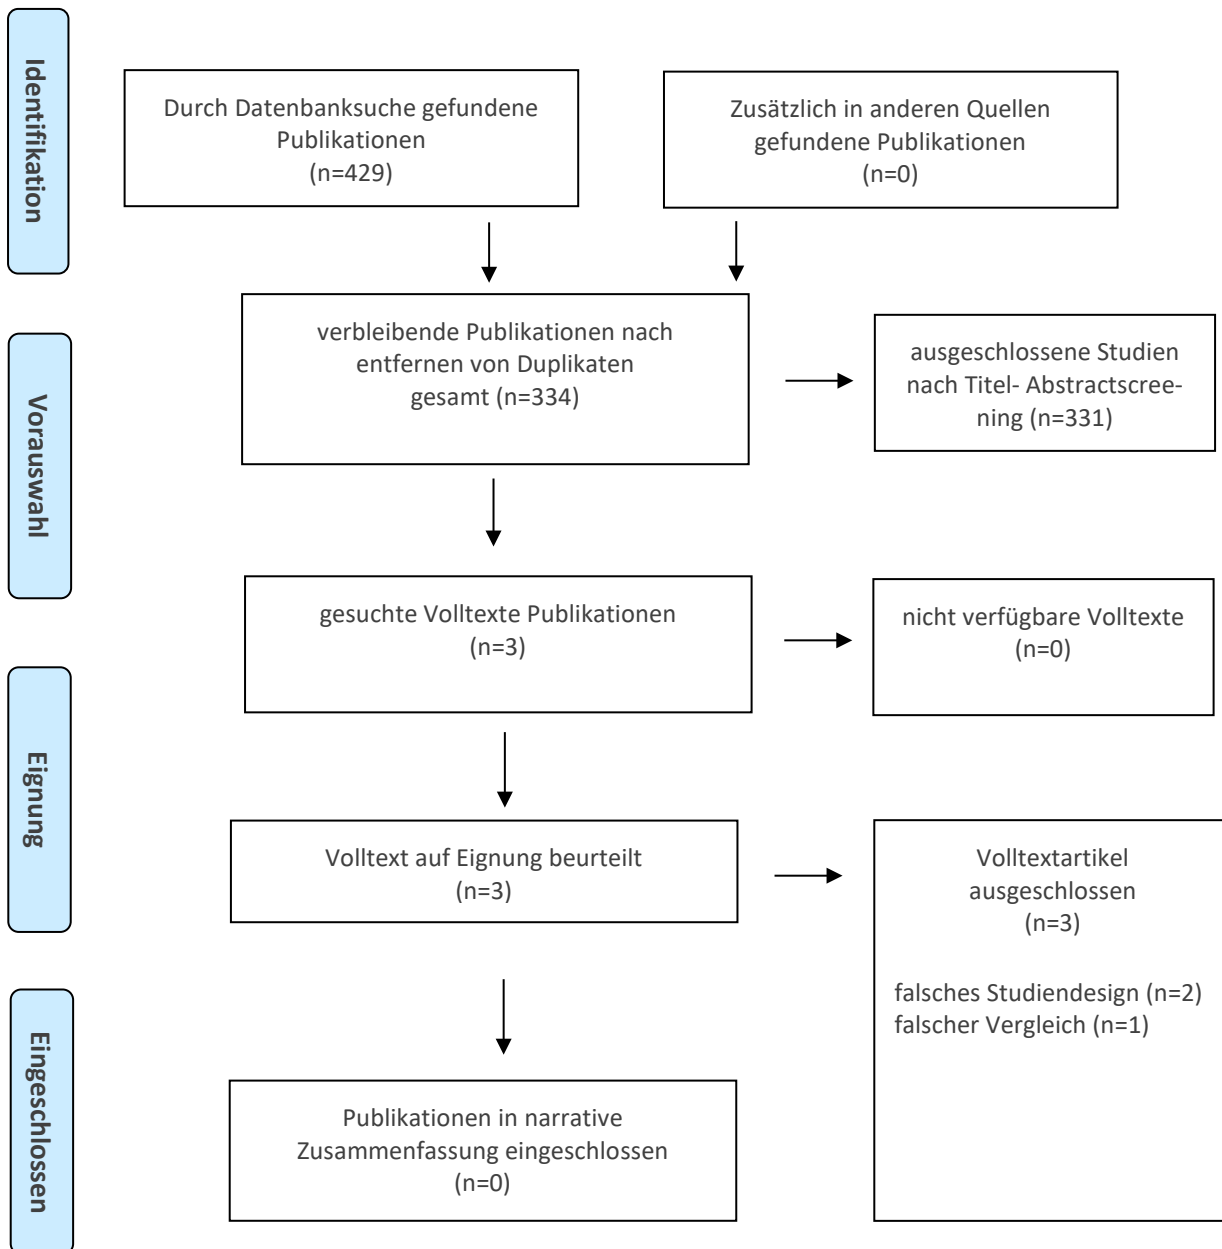 Identifikation
Durch Datenbanksuche gefundene
Publikationen
(n=429)
Zusätzlich in anderen Quellen
gefundene Publikationen
(n=0)
Vorauswahl
verbleibende Publikationen nach
entfernen von Duplikaten
gesamt (n=334)
ausgeschlossene Studien
nach Titel- Abstractscree-
ning (n=331)
gesuchte Volltexte Publikationen
(n=3)
nicht verfügbare Volltexte
(n=0)
Eignung
Volltext auf Eignung beurteilt
(n=3)
Volltextartikel
ausgeschlossen
(n=3)
falsches Studiendesign (n=2)
falscher Vergleich (n=1)
Eingeschlossen
Publikationen in narrative
Zusammenfassung eingeschlossen
(n=0)